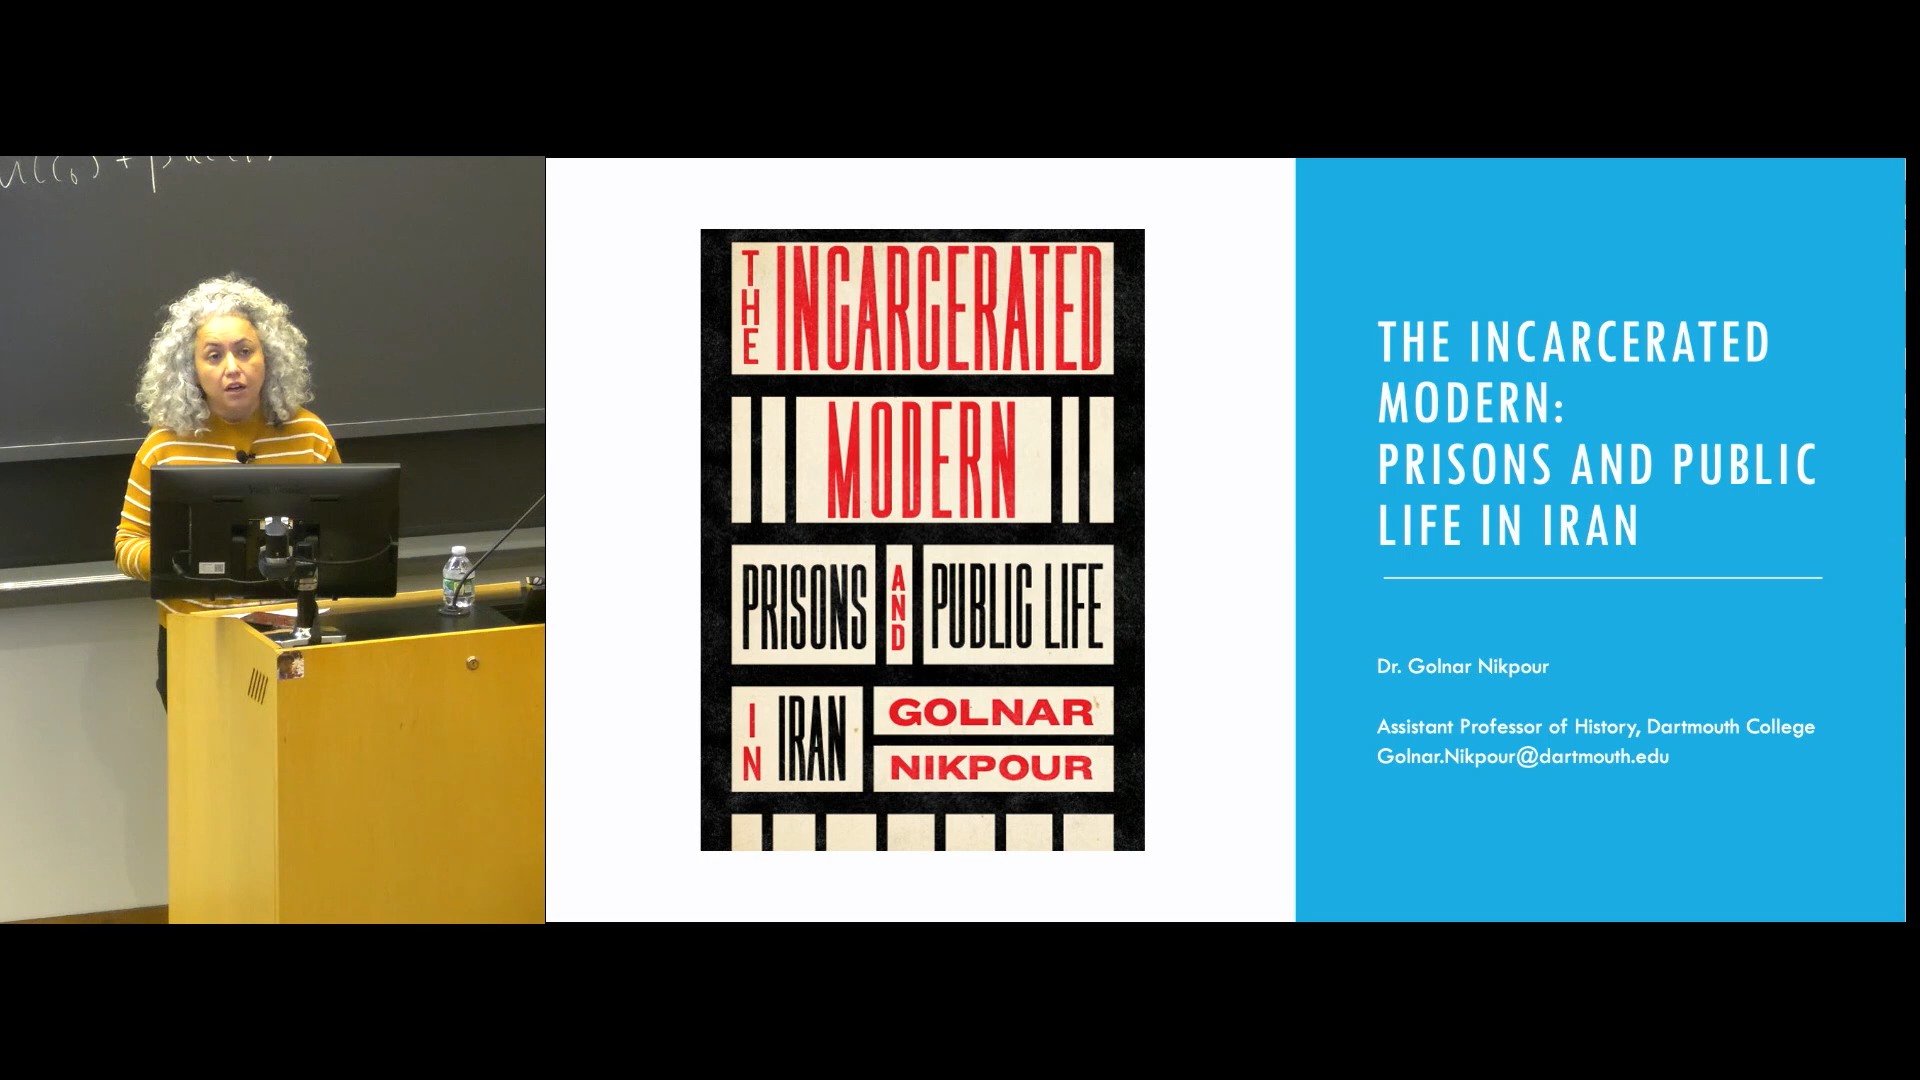 THE INCARCERATED
MODERN
PRISONS AND PUBLIC LIFE
IN IRAN
GOLNAR
NIKPOUR
THE INCARCERATED
MODERN:
PRISONS AND PUBLIC
LIFE IN IRAN
Dr. Golnar Nikpour
Assistant Professor of History, Dartmouth College
Golnar.Nikpour@dartmouth.edu